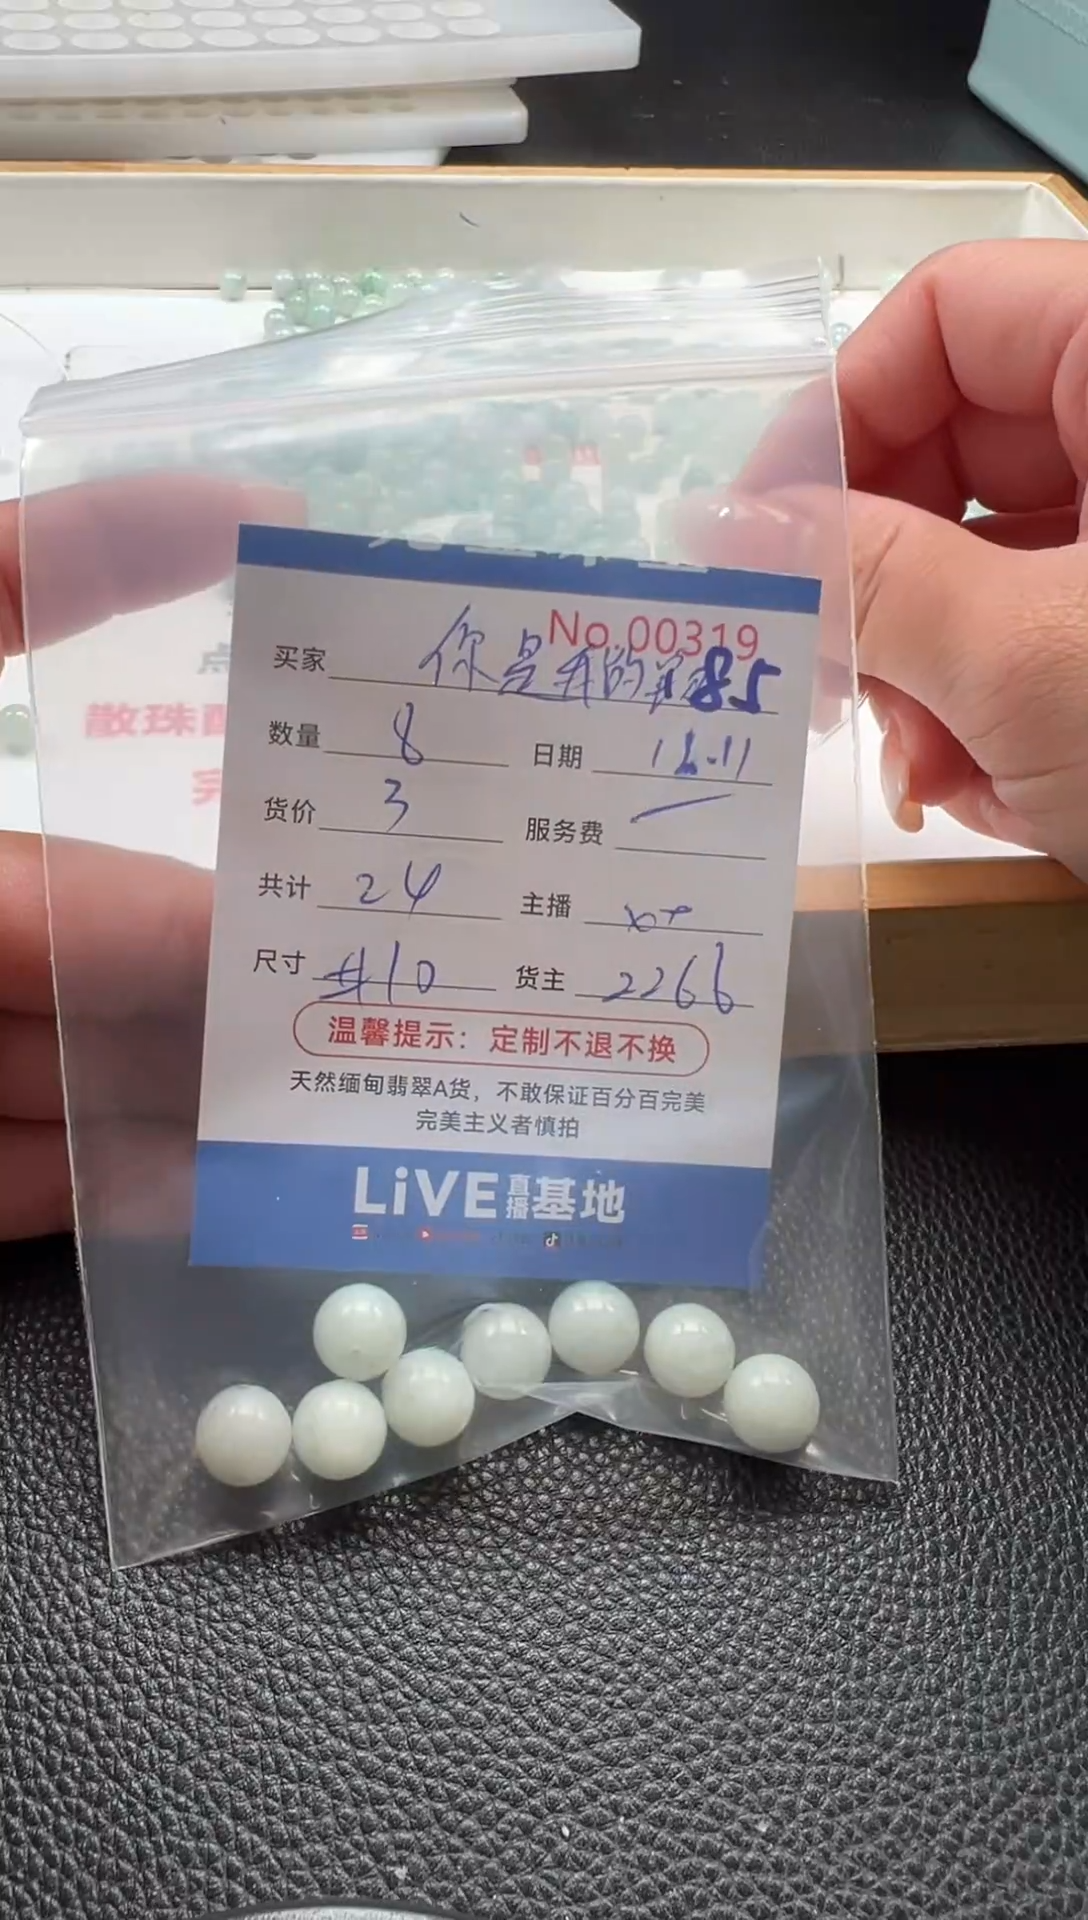 No.00319
买家 你是我的 85
数量 8 日期 12.11
货价 3 服务费 —
共计 24 主播
尺寸 #10 货主 2266
温馨提示：定制不退不换
天然缅甸翡翠A货，不敢保证百分百完美
完美主义者慎拍
LiVE直播基地
点
散珠
完